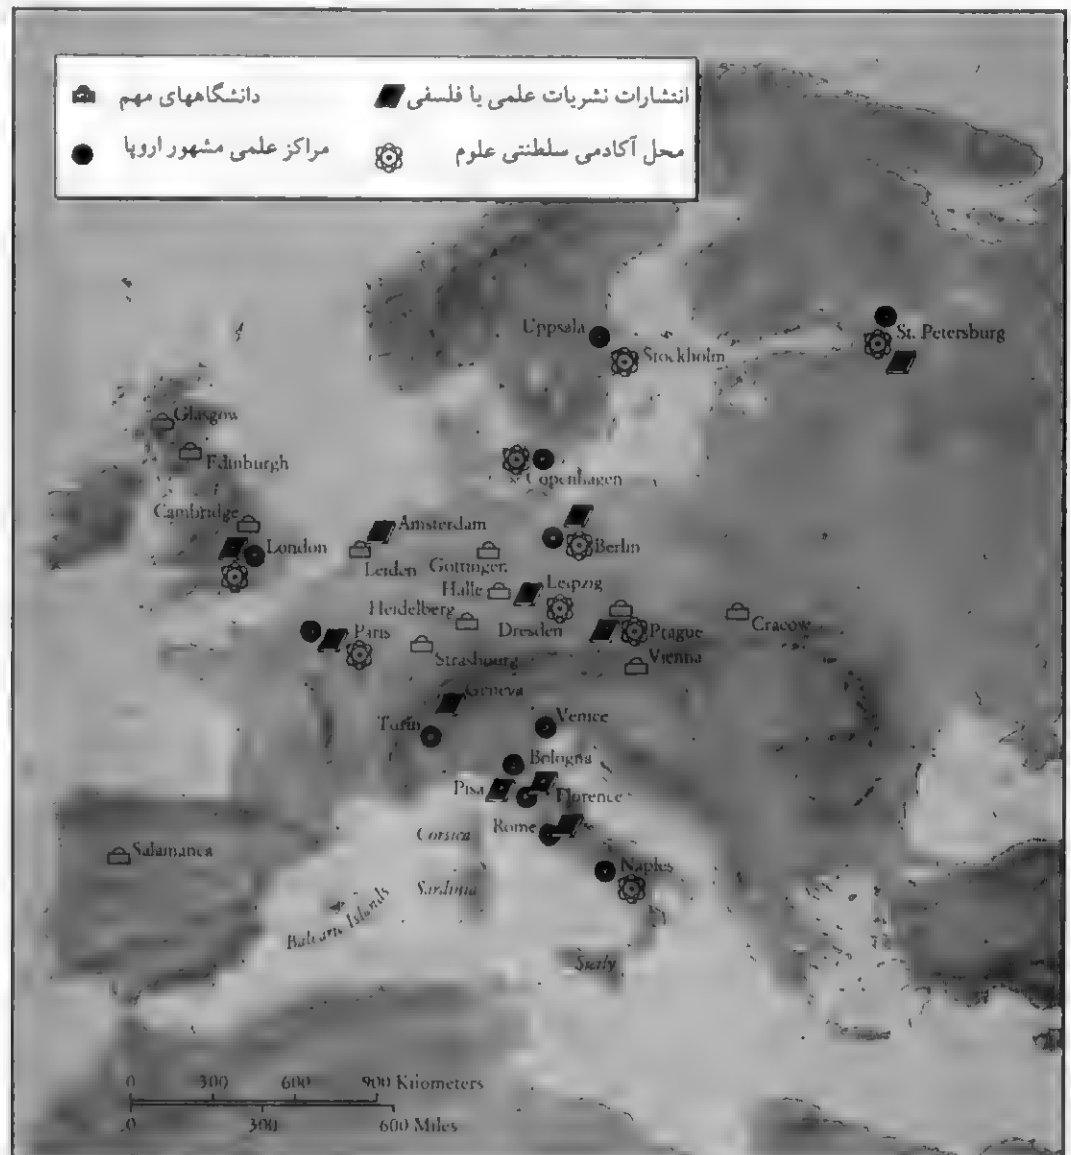 دانشگاههای مهم
انتشارات نشریات علمی یا فلسفی
مراکز علمی مشهور اروپا
محل آکادمی سلطنتی علوم
Uppsala
St. Petersburg
Stockholm
Glasgow
Edinburgh
Copenhagen
Cambridge
Amsterdam
London
Berlin
Leiden
Gottingen
Halle
Leipzig
Heidelberg
Dresden
Paris
Prague
Cracow
Strasbourg
Vienna
Geneva
Turin
Venice
Bologna
Pisa
Florence
Rome
Corsica
Salamanca
Naples
Sardinia
Balearic Islands
Sicily
0 300 600 900 Kilometers
0 300 600 Miles